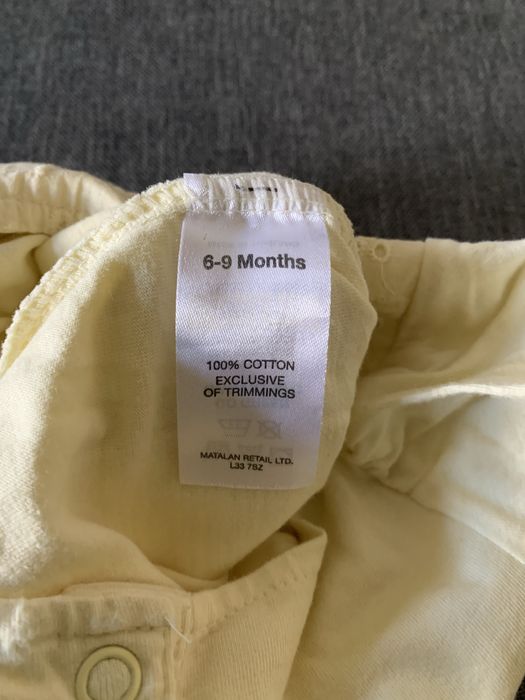 6-9 Months
100% COTTON
EXCLUSIVE
OF TRIMMINGS
MATALAN RETAIL LTD.
L33 7SZ